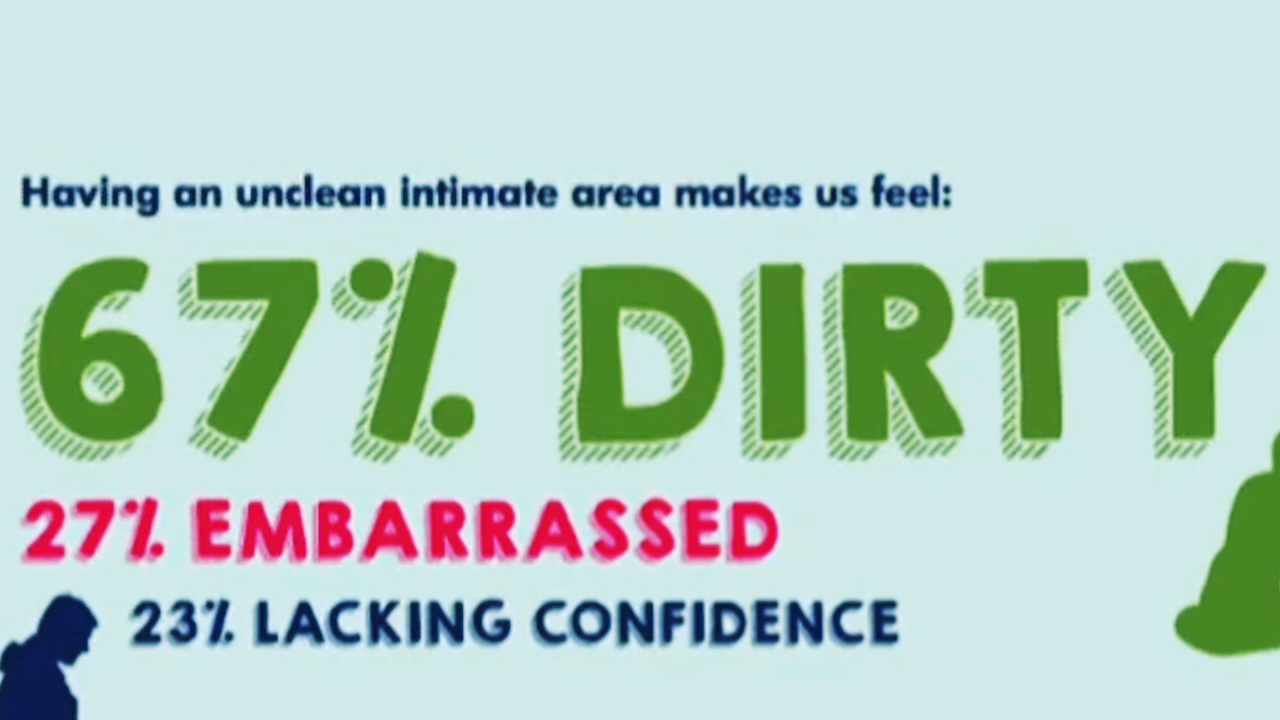 Having an unclean intimate area makes us feel:
67% DIRTY
27% EMBARRASSED
23% LACKING CONFIDENCE